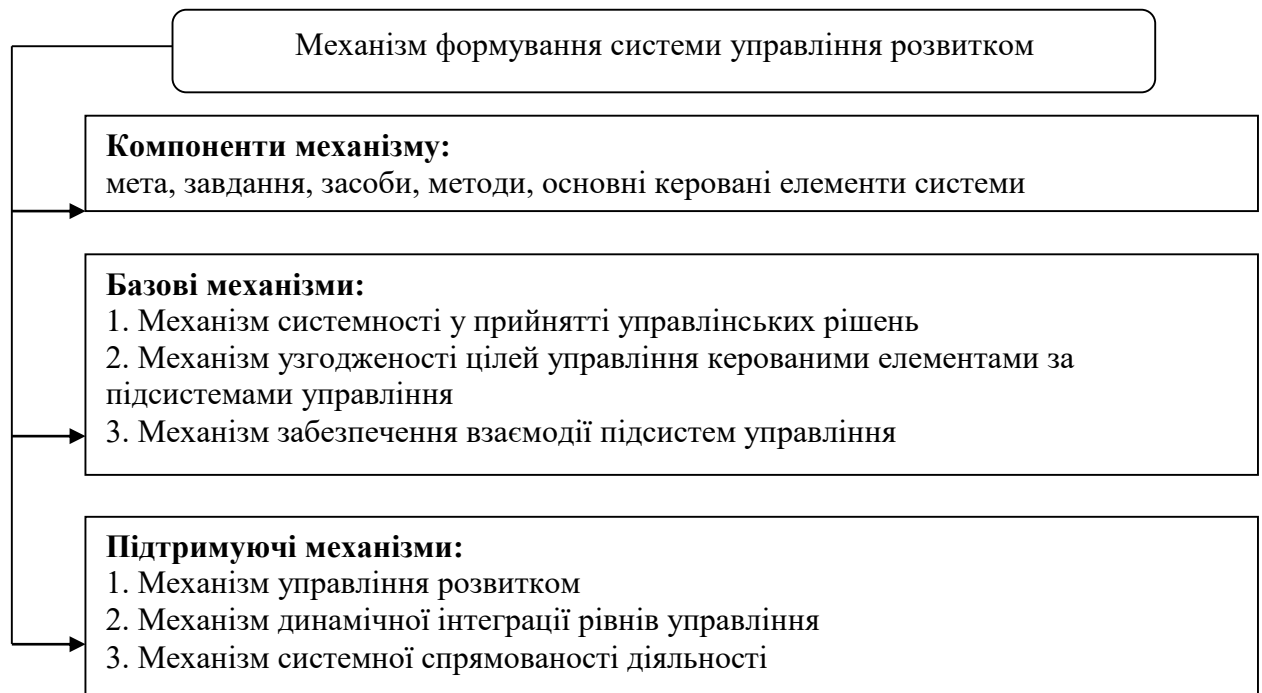 Механізм формування системи управління розвитком
Компоненти механізму:
мета, завдання, засоби, методи, основні керовані елементи системи
Базові механізми:
1. Механізм системності у прийнятті управлінських рішень
2. Механізм узгодженості цілей управління керованими елементами за
підсистемами управління
3. Механізм забезпечення взаємодії підсистем управління
Підтримуючі механізми:
1. Механізм управління розвитком
2. Механізм динамічної інтеграції рівнів управління
3. Механізм системної спрямованості діяльності